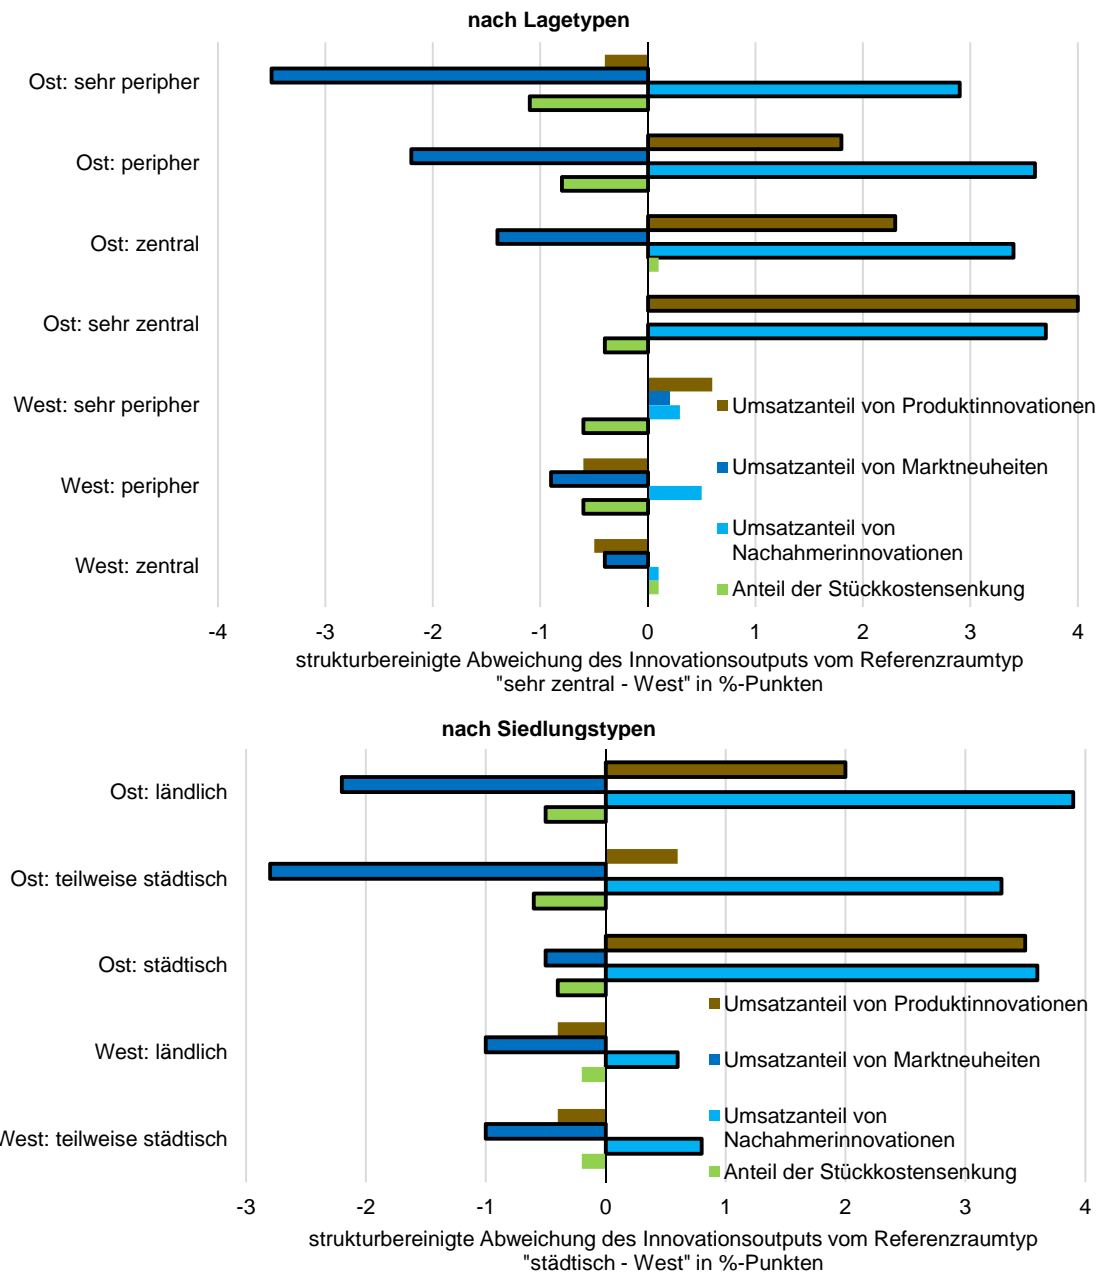 nach Lagetypen
Ost: sehr peripher
Ost: peripher
Ost: zentral
Ost: sehr zentral
West: sehr peripher
West: peripher
West: zentral
Umsatzanteil von Produktinnovationen
Umsatzanteil von Marktneuheiten
Umsatzanteil von
Nachahmerinnovationen
Anteil der Stückkostensenkung
-4 -3 -2 -1 0 1 2 3 4
strukturbereinigte Abweichung des Innovationsoutputs vom Referenzraumtyp
"sehr zentral - West" in %-Punkten
nach Siedlungstypen
Ost: ländlich
Ost: teilweise städtisch
Ost: städtisch
West: ländlich
West: teilweise städtisch
Umsatzanteil von Produktinnovationen
Umsatzanteil von Marktneuheiten
Umsatzanteil von
Nachahmerinnovationen
Anteil der Stückkostensenkung
-3 -2 -1 0 1 2 3 4
strukturbereinigte Abweichung des Innovationsoutputs vom Referenzraumtyp
"städtisch - West" in %-Punkten